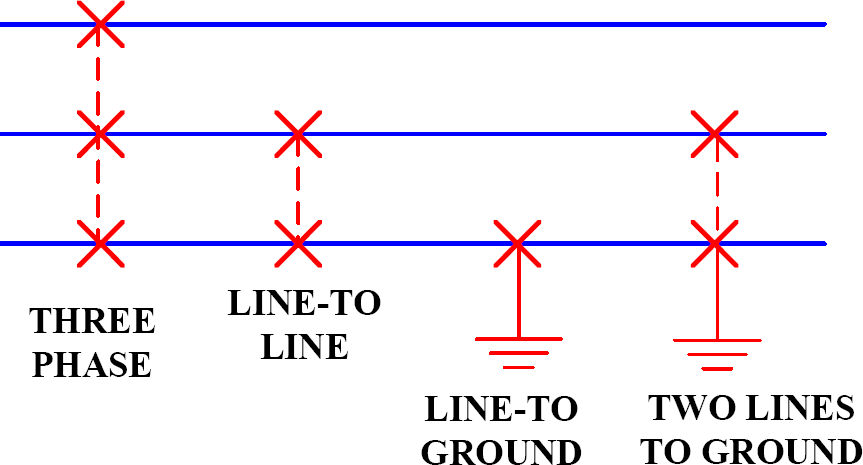 THREE
PHASE
LINE-TO
LINE
LINE-TO
GROUND
TWO LINES
TO GROUND